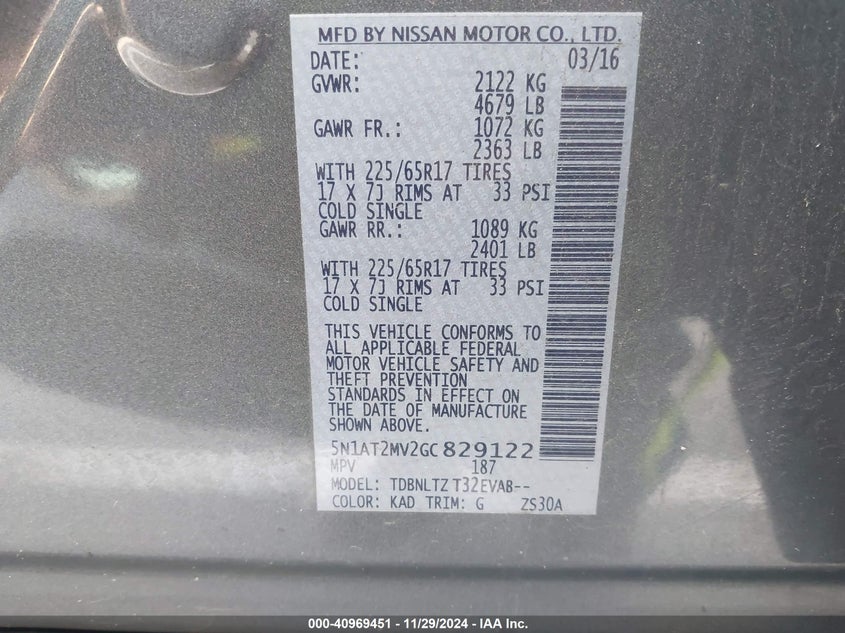 MFD BY NISSAN MOTOR CO., LTD.
DATE: 03/16
GVWR: 2122 KG
4679 LB
GAWR FR.: 1072 KG
2363 LB
WITH 225/65R17 TIRES
17 X 7J RIMS AT 33 PSI
COLD SINGLE
GAWR RR.: 1089 KG
2401 LB
WITH 225/65R17 TIRES
17 X 7J RIMS AT 33 PSI
COLD SINGLE
THIS VEHICLE CONFORMS TO
ALL APPLICABLE FEDERAL
MOTOR VEHICLE SAFETY AND
THEFT PREVENTION
STANDARDS IN EFFECT ON
THE DATE OF MANUFACTURE
SHOWN ABOVE.
5N1AT2MV2GC829122
MPV 187
MODEL: TDBNLTZ T32EVAB--
COLOR: KAD TRIM: G ZS30A
000-40969451 - 11/29/2024 - IAA Inc.